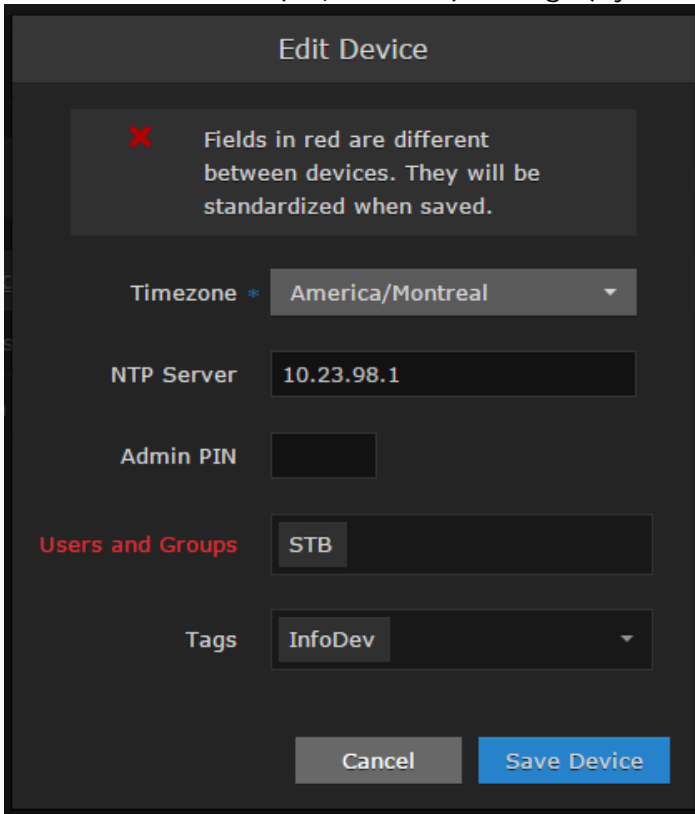 Edit Device
Fields in red are different
between devices. They will be
standardized when saved.
Timezone * America/Montreal
NTP Server 10.23.98.1
Admin PIN
Users and Groups STB
Tags InfoDev
Cancel Save Device